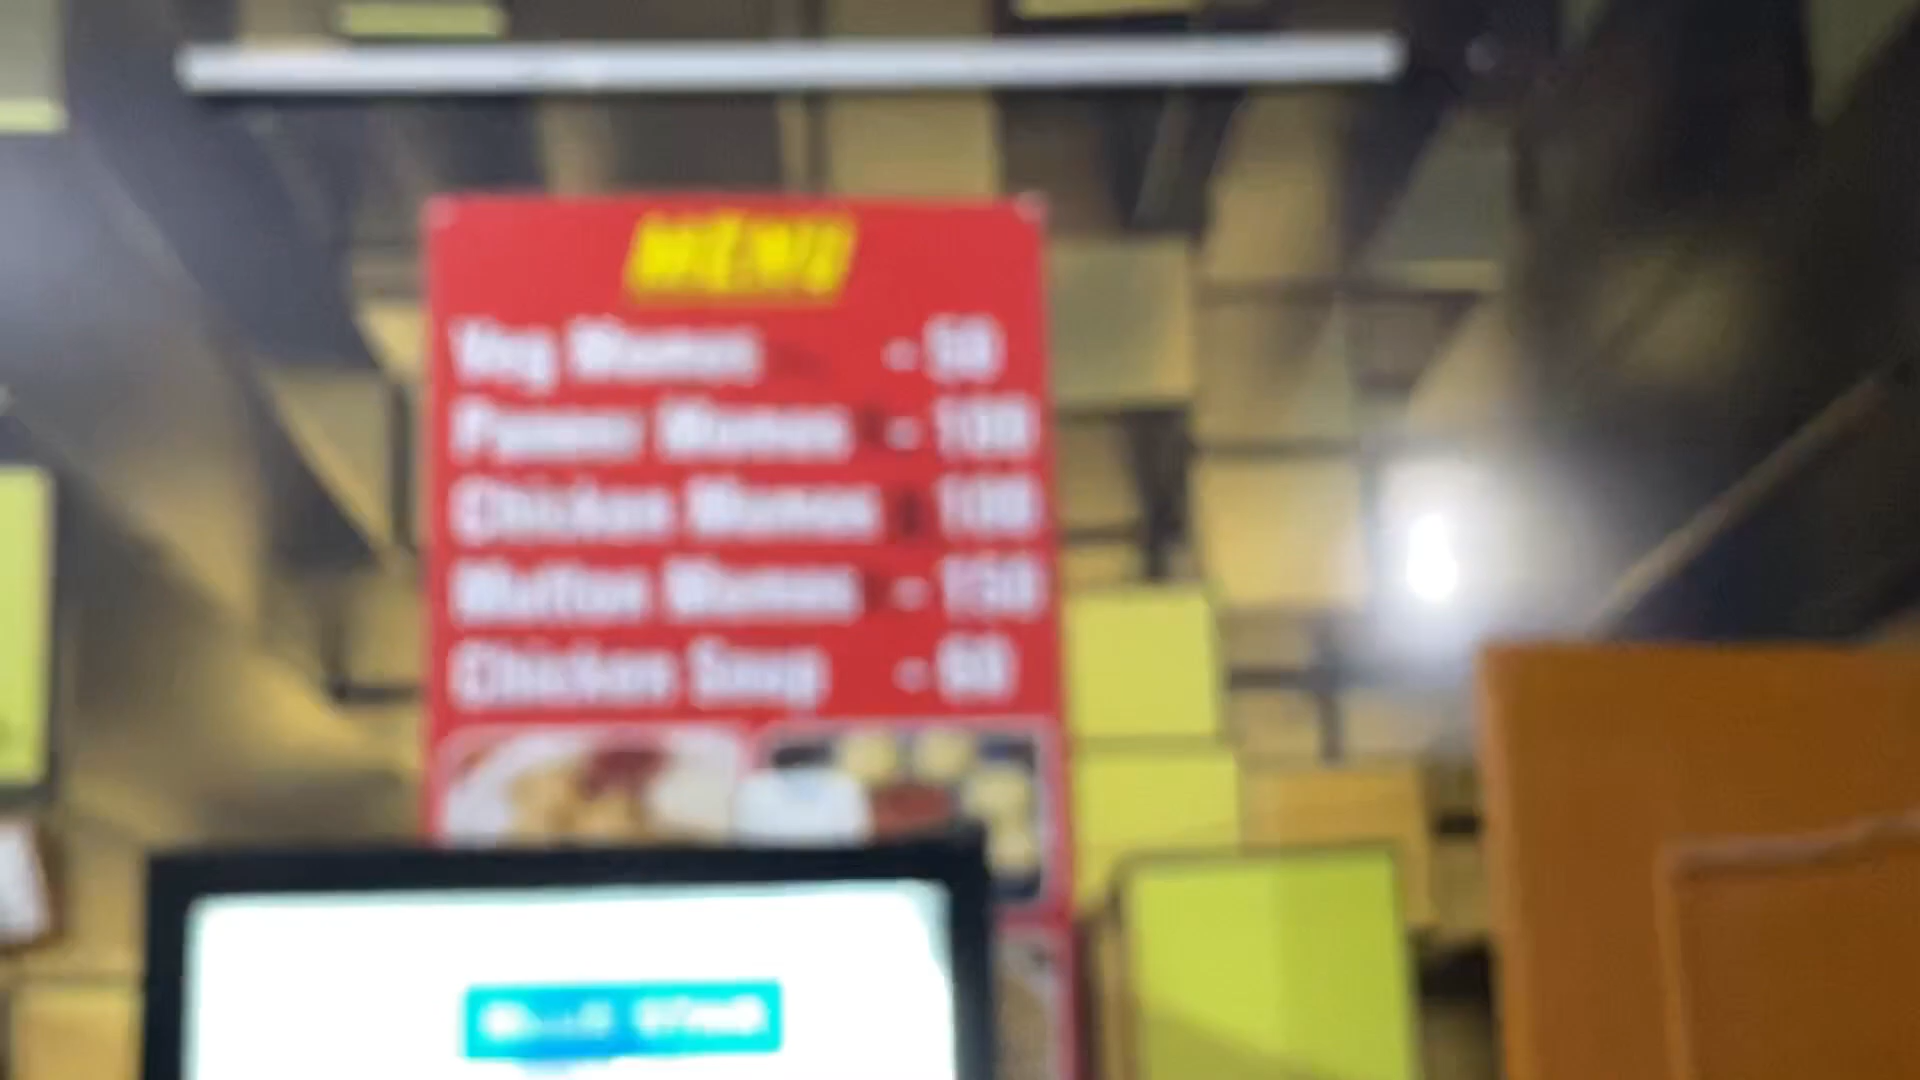 MENU
Veg Momos - 50
Paneer Momos - 100
Chicken Momos - 100
Mutton Momos - 150
Chicken Soup - 60